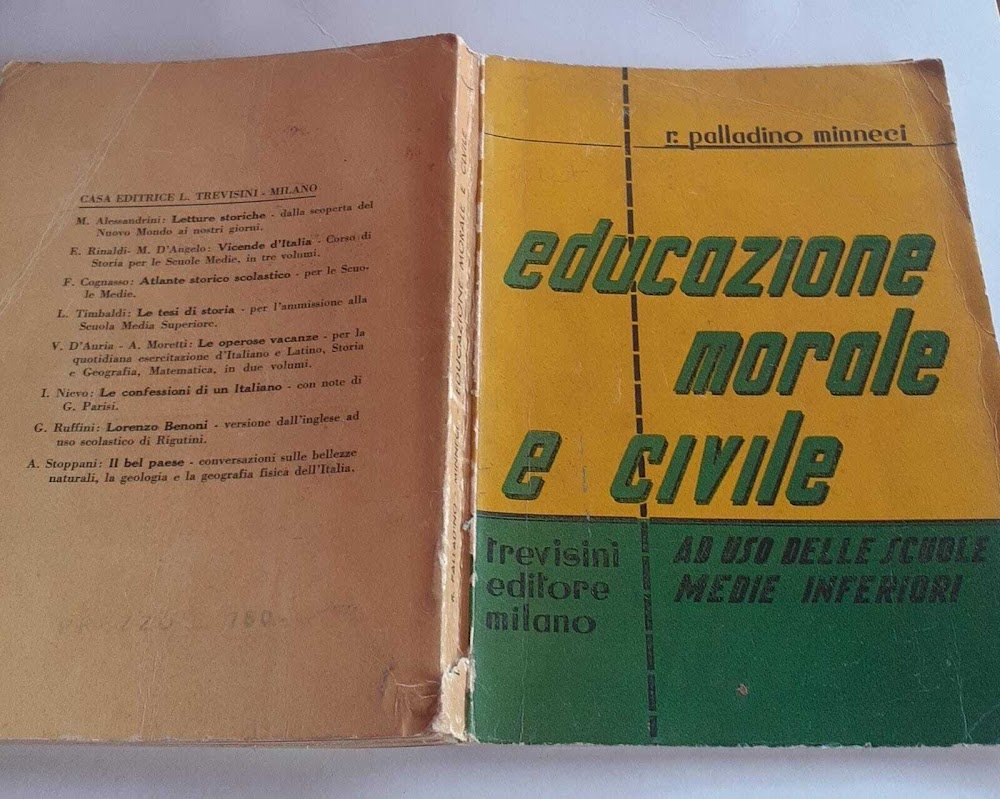 CASA EDITRICE L. TREVISINI - MILANO
M. Alessandrini: Letture storiche - dalla scoperta del
Nuovo Mondo ai nostri giorni.
E. Rinaldi- M. D'Angelo: Vicende d'Italia - Corso di
Storia per le Scuole Medie, in tre volumi.
F. Cognasso: Atlante storico scolastico - per le Scuo-
le Medie.
L. Timbaldi: Le tesi di storia - per l'ammissione alla
Scuola Media Superiore.
V. D'Auria - A. Moretti: Le operose vacanze - per la
quotidiana esercitazione d'Italiano e Latino, Storia
e Geografia, Matematica, in due volumi.
I. Nievo: Le confessioni di un Italiano - con note di
G. Parisi.
G. Ruffini: Lorenzo Benoni - versione dall'inglese ad
uso scolastico di Rigutini.
A. Stoppani: Il bel paese - conversazioni sulle bellezze
naturali, la geologia e la geografia fisica dell'Italia.
R. PALLADINO MINNECI EDUCAZIONE MORALE E CIVILE
r. palladino minneci
educazione
morale
e civile
trevisini
editore
milano
AD USO DELLE SCUOLE
MEDIE INFERIORI